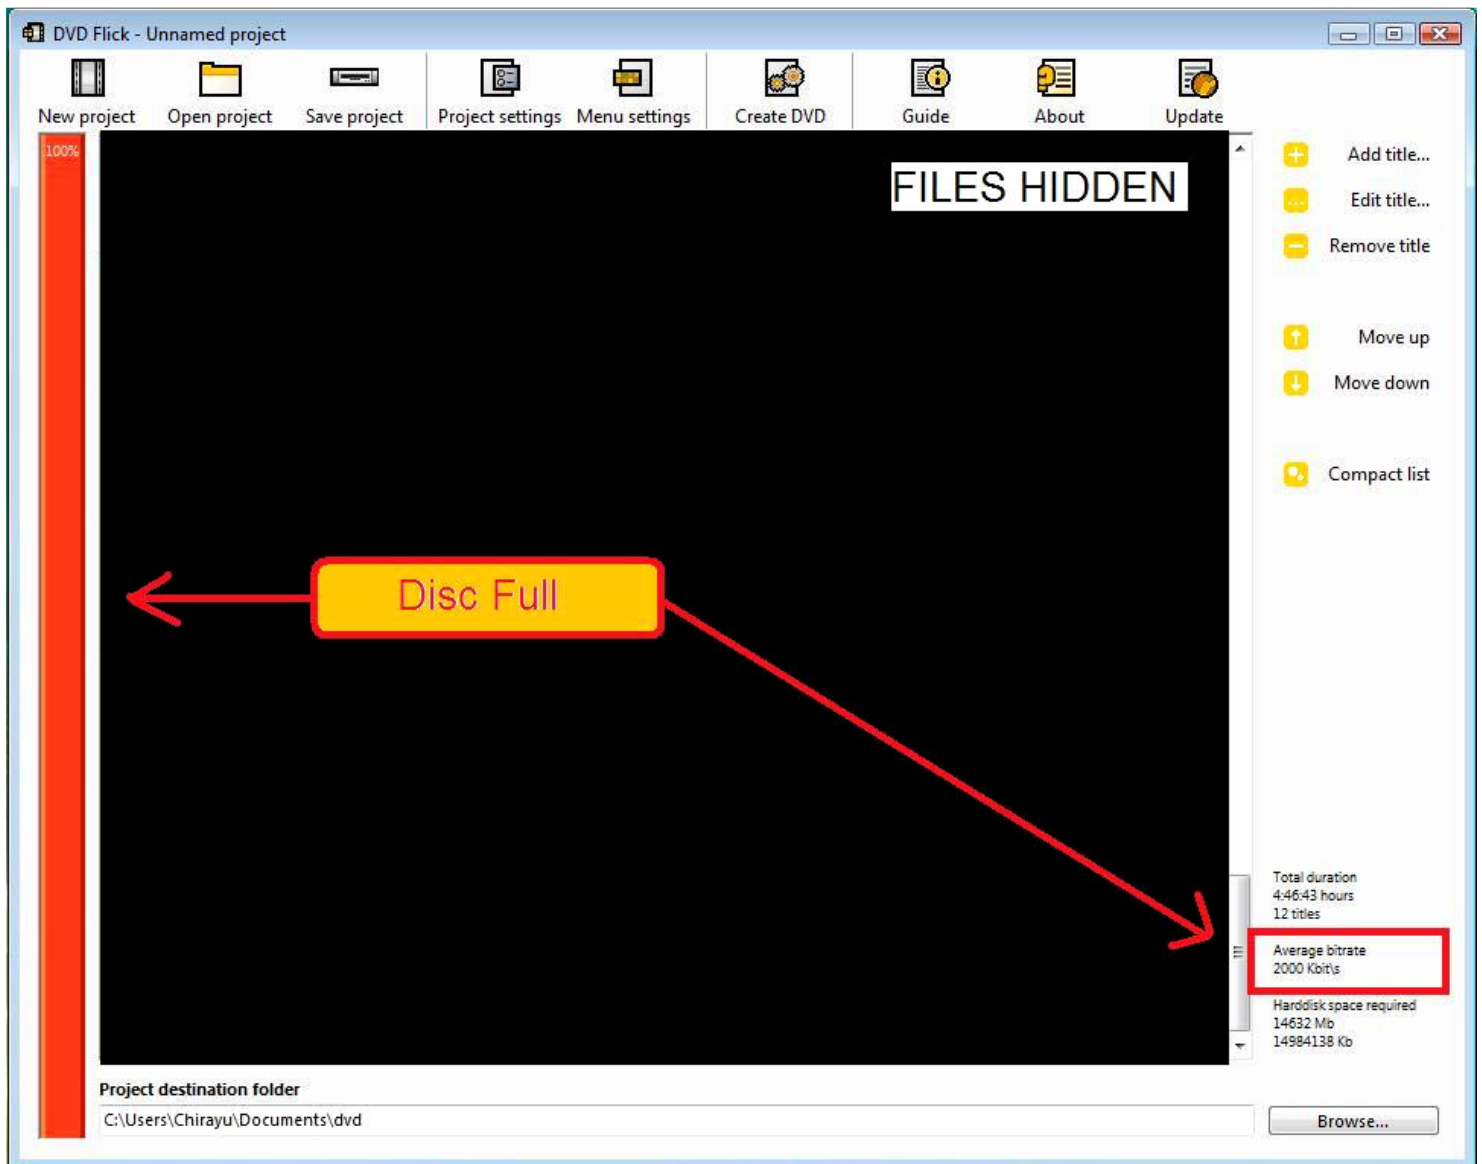 DVD Flick - Unnamed project
New project Open project Save project Project settings Menu settings Create DVD Guide About Update
100%
FILES HIDDEN
Add title...
Edit title...
Remove title
Move up
Move down
Compact list
Disc Full
Total duration
4:46:43 hours
12 titles
Average bitrate
2000 Kbit\s
Harddisk space required
14632 Mb
14984138 Kb
Project destination folder
C:\Users\Chirayu\Documents\dvd
Browse...